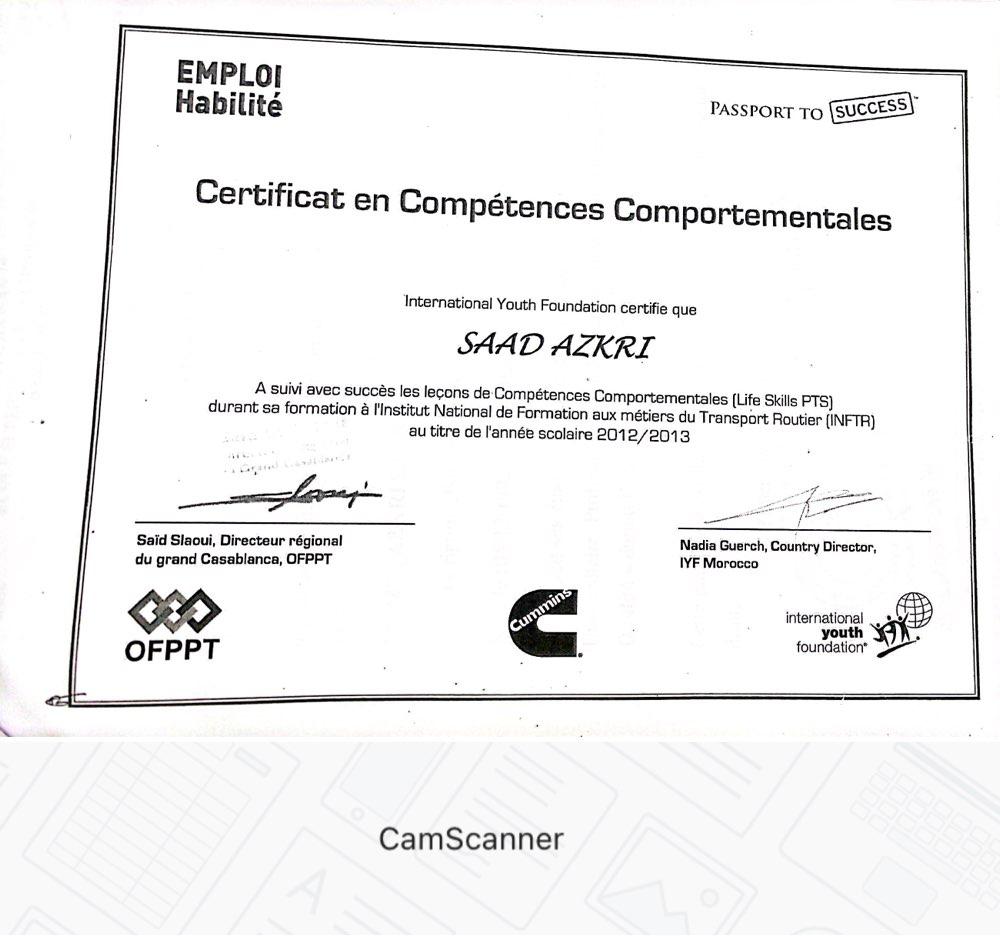 EMPLOI
Habilité
PASSPORT TO SUCCESS™
Certificat en Compétences Comportementales
International Youth Foundation certifie que
SAAD AZKRI
A suivi avec succès les leçons de Compétences Comportementales (Life Skills PTS)
durant sa formation à l'Institut National de Formation aux métiers du Transport Routier (INFTR)
au titre de l'année scolaire 2012/2013
Saïd Slaoui, Directeur régional
du grand Casablanca, OFPPT
Nadia Guerch, Country Director,
IYF Morocco
OFPPT
Cummins
international
youth
foundation®
CamScanner